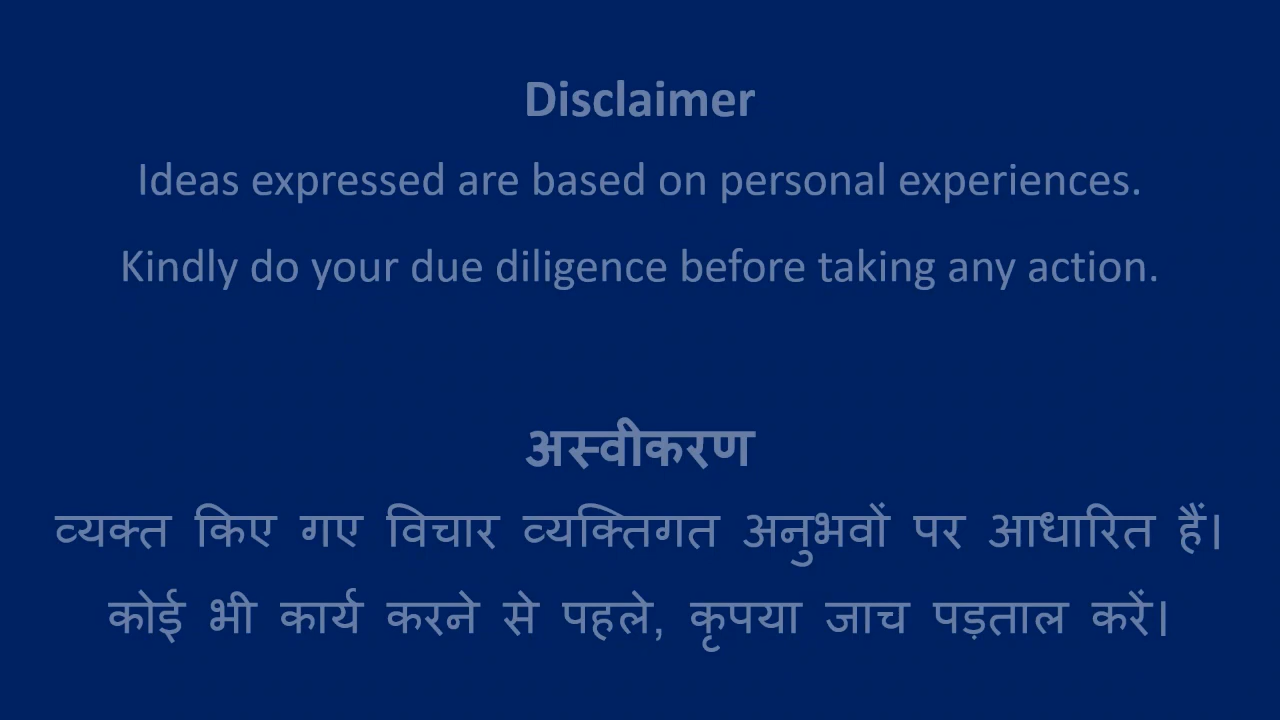 Disclaimer
Ideas expressed are based on personal experiences.
Kindly do your due diligence before taking any action.
अस्वीकरण
व्यक्त किए गए विचार व्यक्तिगत अनुभवों पर आधारित हैं।
कोई भी कार्य करने से पहले, कृपया जाच पड़ताल करें।